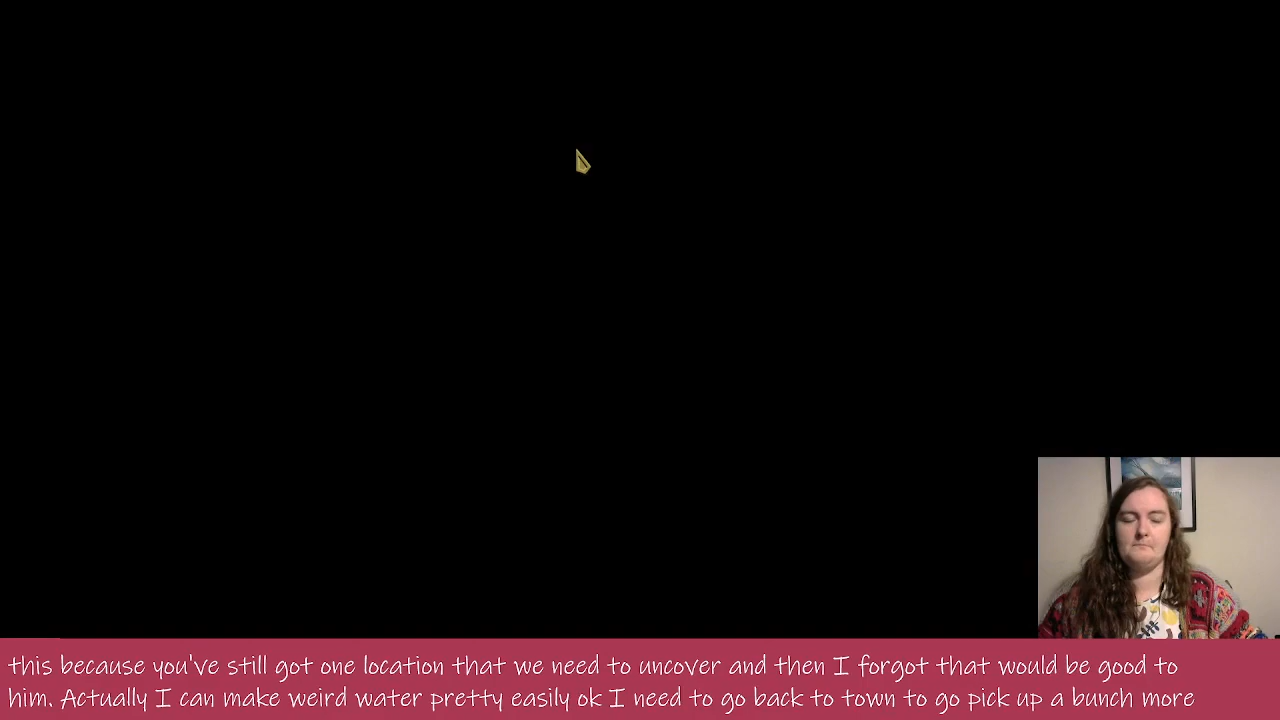 this because you've still got one location that we need to uncover and then I forgot that would be good to
him. Actually I can make weird water pretty easily ok I need to go back to town to go pick up a bunch more